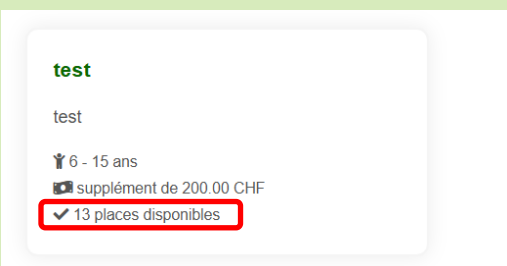 test
test
6 - 15 ans
supplément de 200.00 CHF
13 places disponibles